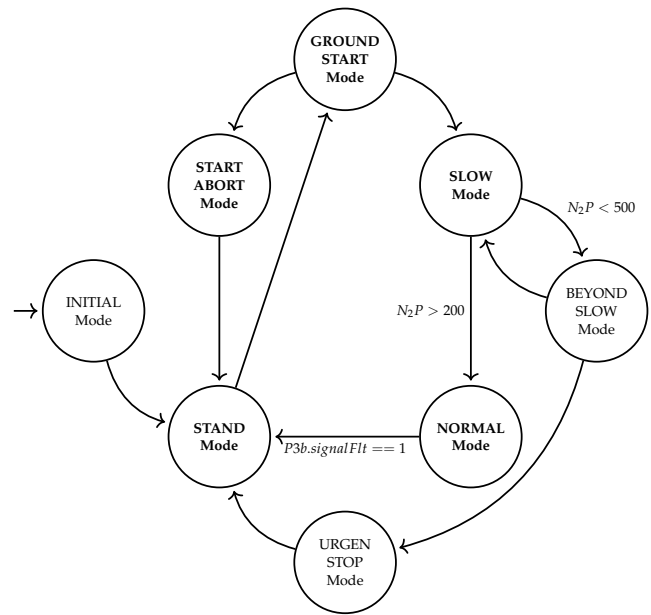 GROUND
START
Mode
START
ABORT
Mode
SLOW
Mode
N₂P < 500
INITIAL
Mode
N₂P > 200
BEYOND
SLOW
Mode
STAND
Mode
P3b.signalFlt == 1
NORMAL
Mode
URGEN
STOP
Mode